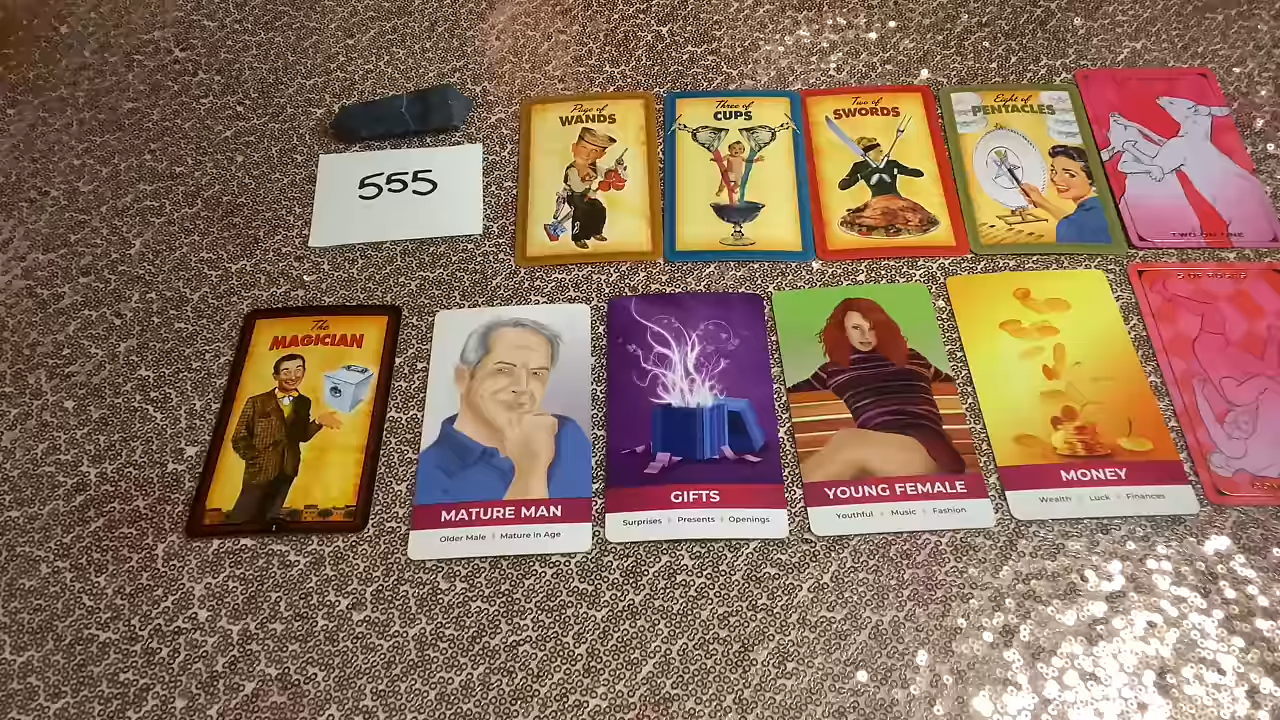 555
Page of
WANDS
Three of
CUPS
Two of
SWORDS
Eight of
PENTACLES
TWO-ON-ONE
The
MAGICIAN
MATURE MAN
Older Male | Mature In Age
GIFTS
Surprises | Presents | Openings
YOUNG FEMALE
Youthful | Music | Fashion
MONEY
Wealth | Luck | Finances